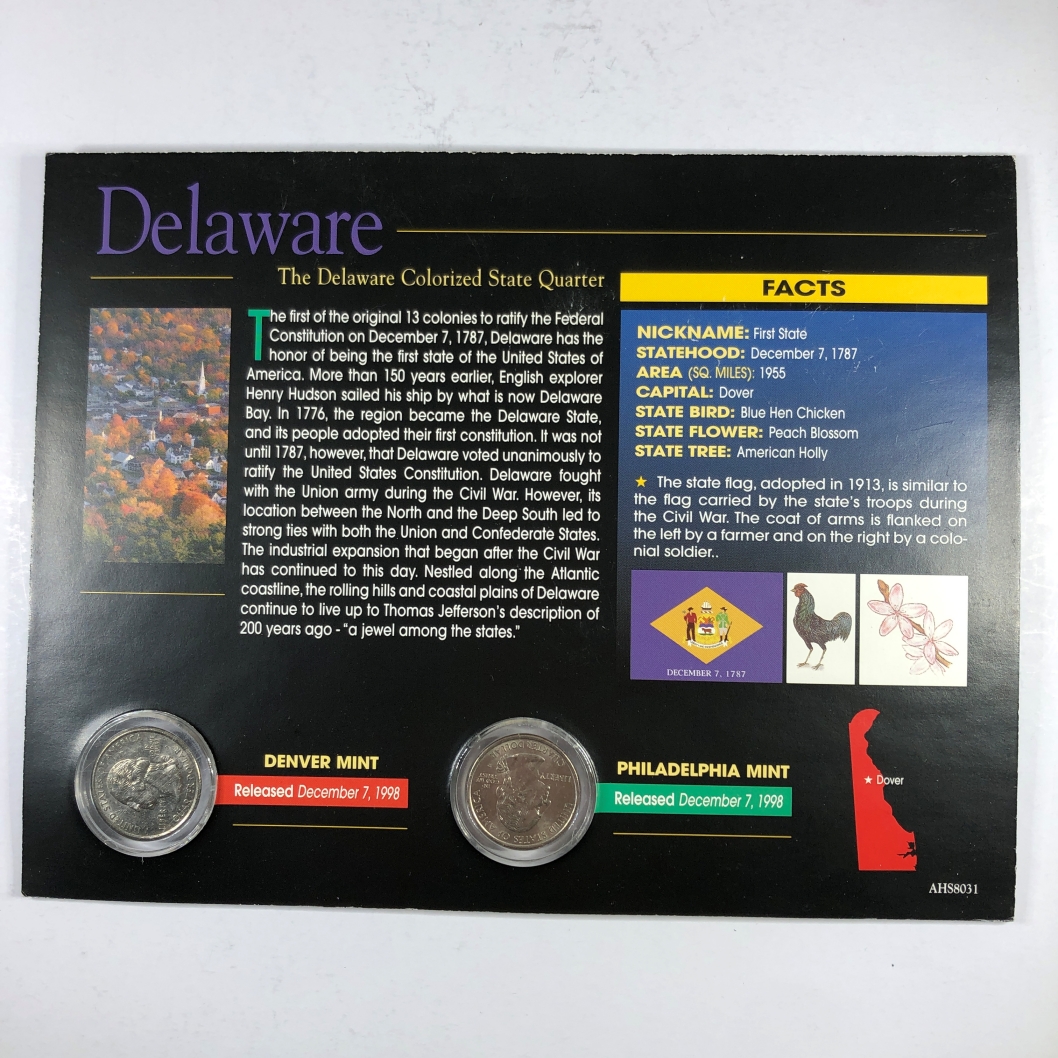 Delaware
The Delaware Colorized State Quarter
The first of the original 13 colonies to ratify the Federal
Constitution on December 7, 1787, Delaware has the
honor of being the first state of the United States of
America. More than 150 years earlier, English explorer
Henry Hudson sailed his ship by what is now Delaware
Bay. In 1776, the region became the Delaware State,
and its people adopted their first constitution. It was not
until 1787, however, that Delaware voted unanimously to
ratify the United States Constitution. Delaware fought
with the Union army during the Civil War. However, its
location between the North and the Deep South led to
strong ties with both the Union and Confederate States.
The industrial expansion that began after the Civil War
has continued to this day. Nestled along the Atlantic
coastline, the rolling hills and coastal plains of Delaware
continue to live up to Thomas Jefferson's description of
200 years ago - "a jewel among the states."
FACTS
NICKNAME: First State
STATEHOOD: December 7, 1787
AREA (SQ. MILES): 1955
CAPITAL: Dover
STATE BIRD: Blue Hen Chicken
STATE FLOWER: Peach Blossom
STATE TREE: American Holly
★ The state flag, adopted in 1913, is similar to
the flag carried by the state's troops during
the Civil War. The coat of arms is flanked on
the left by a farmer and on the right by a colo-
nial soldier..
DECEMBER 7, 1787
DENVER MINT
Released December 7, 1998
PHILADELPHIA MINT
Released December 7, 1998
UNITED STATES OF AMERICA
LIBERTY
QUARTER DOLLAR
★ Dover
AHS8031